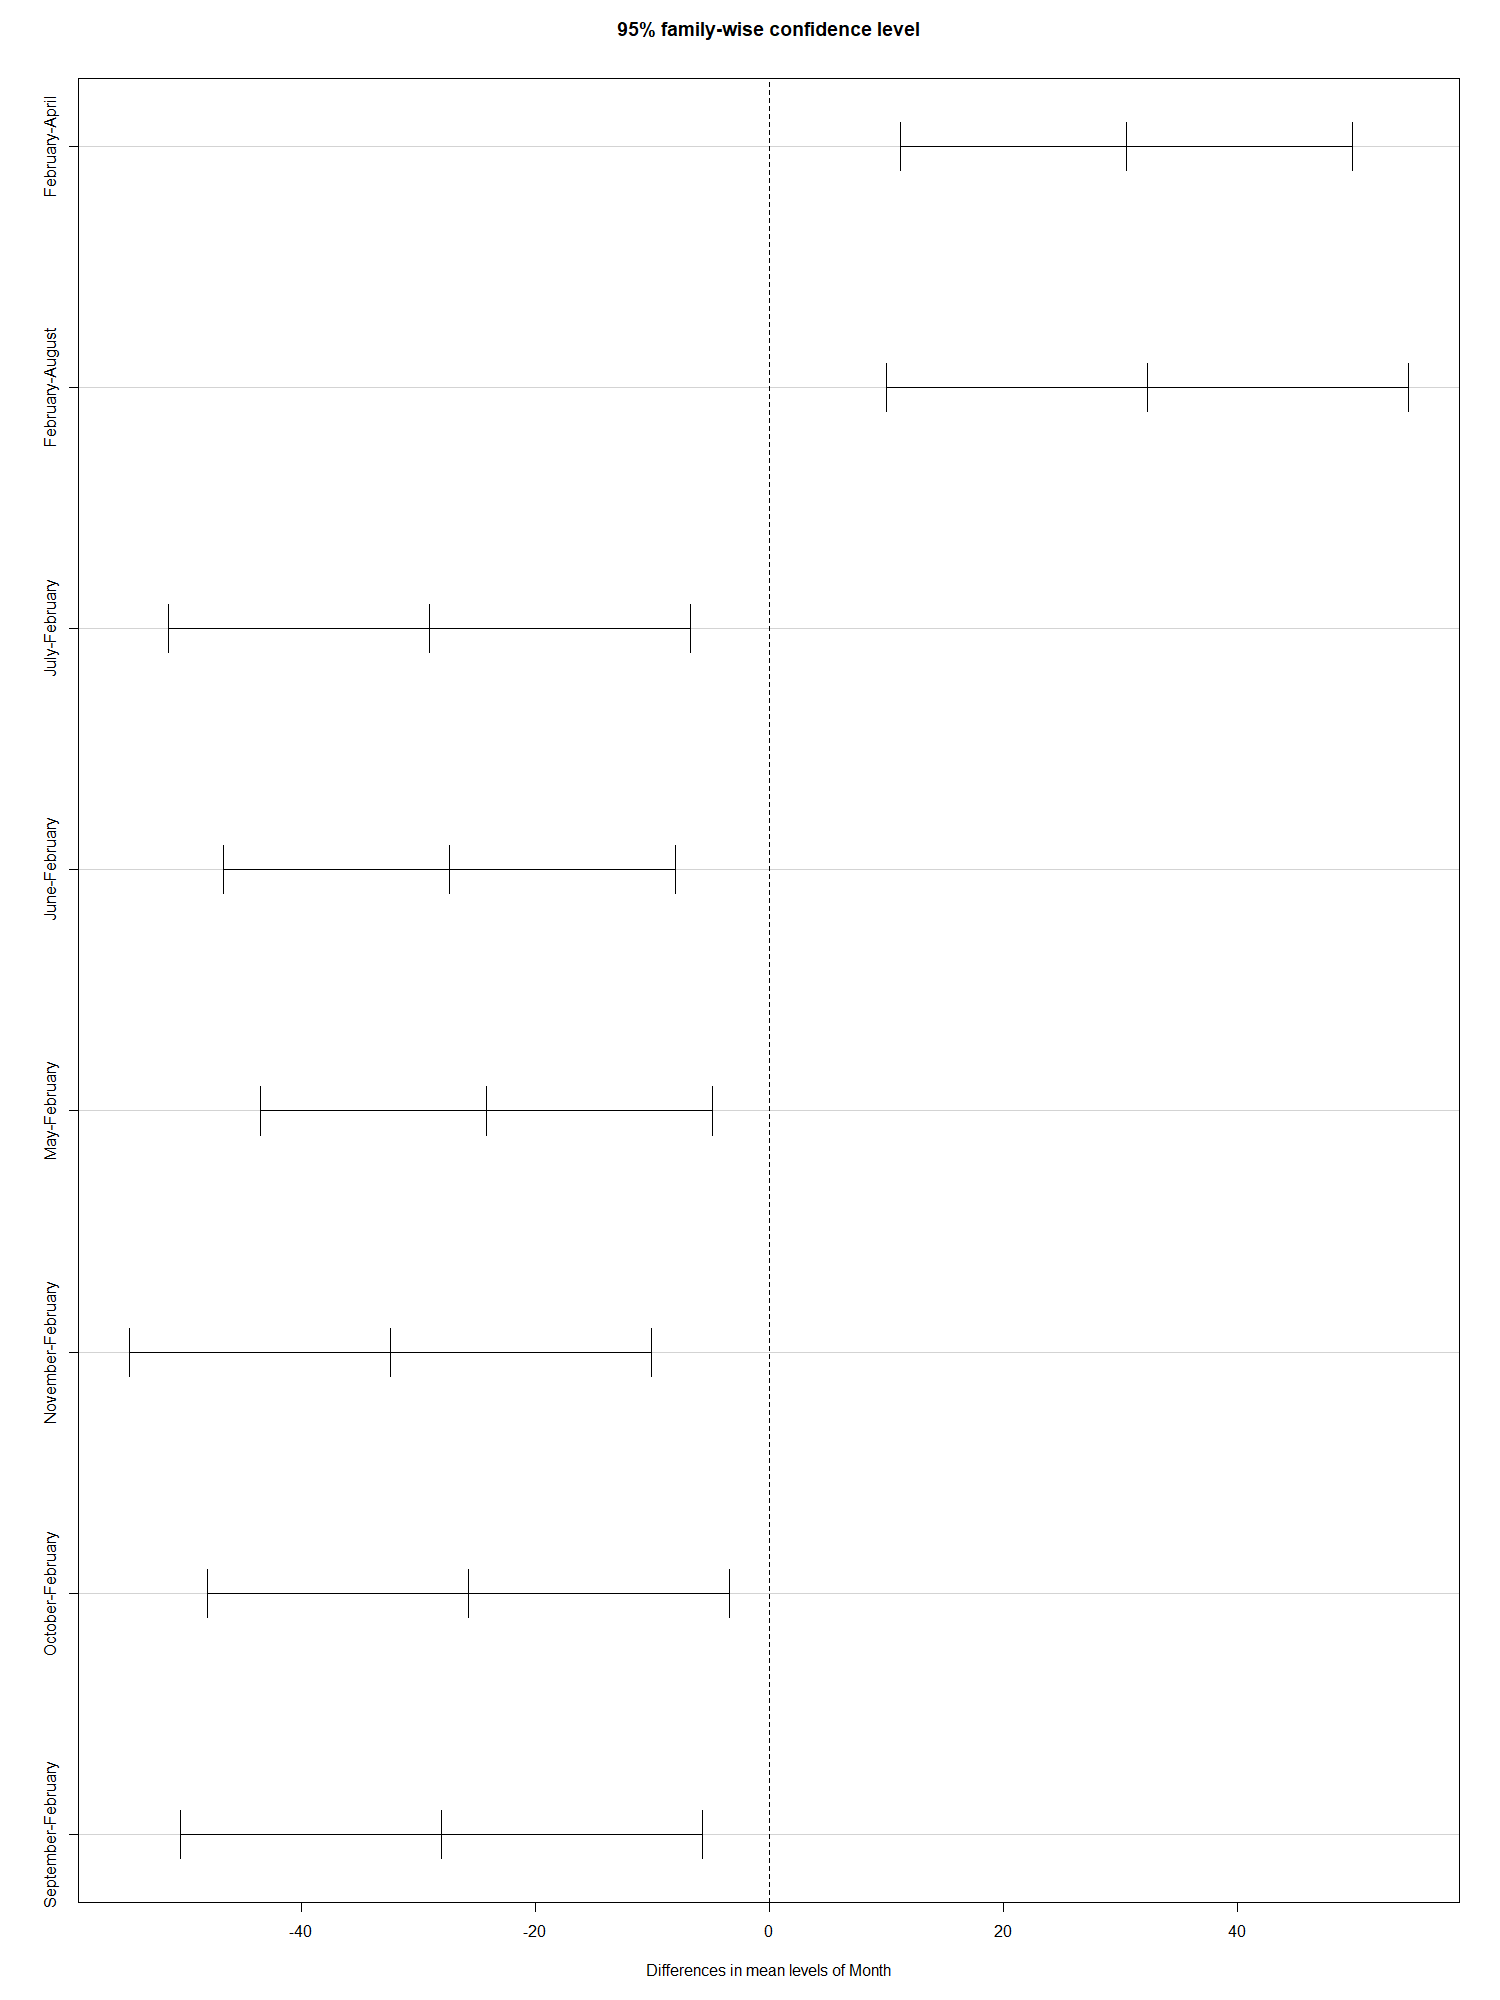 95% family-wise confidence level
February-April
February-August
July-February
June-February
May-February
November-February
October-February
September-February
-40 -20 0 20 40
Differences in mean levels of Month